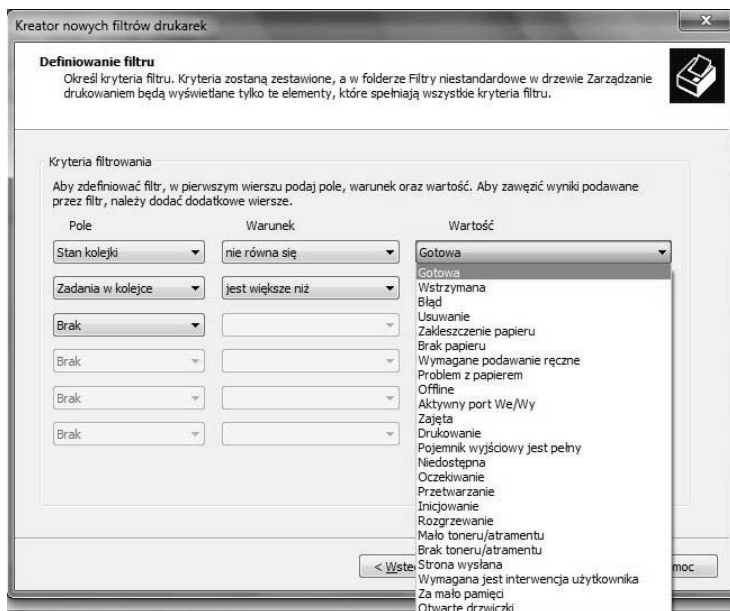 Kreator nowych filtrów drukarek
Definiowanie filtru
Określ kryteria filtru. Kryteria zostaną zestawione, a w folderze Filtry niestandardowe w drzewie Zarządzanie
drukowaniem będą wyświetlane tylko te elementy, które spełniają wszystkie kryteria filtru.
Kryteria filtrowania
Aby zdefiniować filtr, w pierwszym wierszu podaj pole, warunek oraz wartość. Aby zawęzić wyniki podawane
przez filtr, należy dodać dodatkowe wiersze.
Pole Warunek Wartość
Stan kolejki nie równa się Gotowa
Zadania w kolejce jest większe niż
Brak
Brak
Brak
Brak
Gotowa
Wstrzymana
Błąd
Usuwanie
Zakleszczenie papieru
Brak papieru
Wymagane podawanie ręczne
Problem z papierem
Offline
Aktywny port We/Wy
Zajęta
Drukowanie
Pojemnik wyjściowy jest pełny
Niedostępna
Oczekiwanie
Przetwarzanie
Inicjowanie
Rozgrzewanie
Mało toneru/atramentu
Brak toneru/atramentu
Strona wysłana
Wymagana jest interwencja użytkownika
Za mało pamięci
Otwarte drzwiczki
< Wste moc